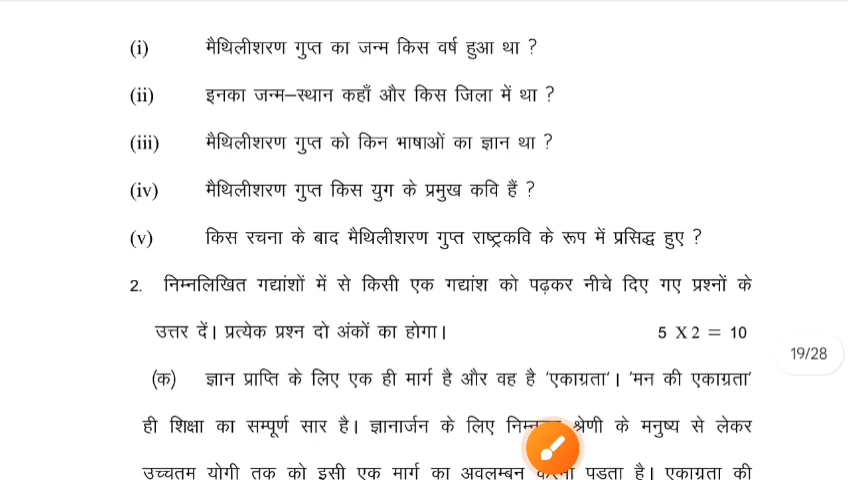 (i) मैथिलीशरण गुप्त का जन्म किस वर्ष हुआ था ?
(ii) इनका जन्म–स्थान कहाँ और किस जिला में था ?
(iii) मैथिलीशरण गुप्त को किन भाषाओं का ज्ञान था ?
(iv) मैथिलीशरण गुप्त किस युग के प्रमुख कवि हैं ?
(v) किस रचना के बाद मैथिलीशरण गुप्त राष्ट्रकवि के रूप में प्रसिद्ध हुए ?
2. निम्नलिखित गद्यांशों में से किसी एक गद्यांश को पढ़कर नीचे दिए गए प्रश्नों के
उत्तर दें। प्रत्येक प्रश्न दो अंकों का होगा। 5 X 2 = 10
19/28
(क) ज्ञान प्राप्ति के लिए एक ही मार्ग है और वह है 'एकाग्रता'। 'मन की एकाग्रता'
ही शिक्षा का सम्पूर्ण सार है। ज्ञानार्जन के लिए श्रेणी के मनुष्य से लेकर
उच्चतम योगी तक को इसी एक मार्ग का अवलम्बन पड़ता है। एकाग्रता की